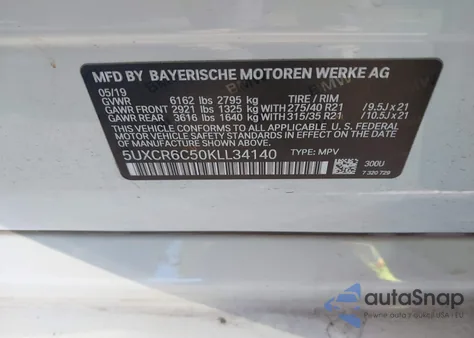 MFD BY BAYERISCHE MOTOREN WERKE AG
05/19
GVWR 6162 lbs 2795 kg TIRE / RIM
GAWR FRONT 2921 lbs 1325 kg WITH 275/40 R21 /9.5J x 21
GAWR REAR 3616 lbs 1640 kg WITH 315/35 R21 /10.5J x 21
THIS VEHICLE CONFORMS TO ALL APPLICABLE U.S. FEDERAL
MOTOR VEHICLE SAFETY STANDARDS IN EFFECT ON THE DATE
OF MANUFACTURE SHOWN ABOVE.
5UXCR6C50KLL34140 TYPE: MPV 300U
7 320 729
autoSnap